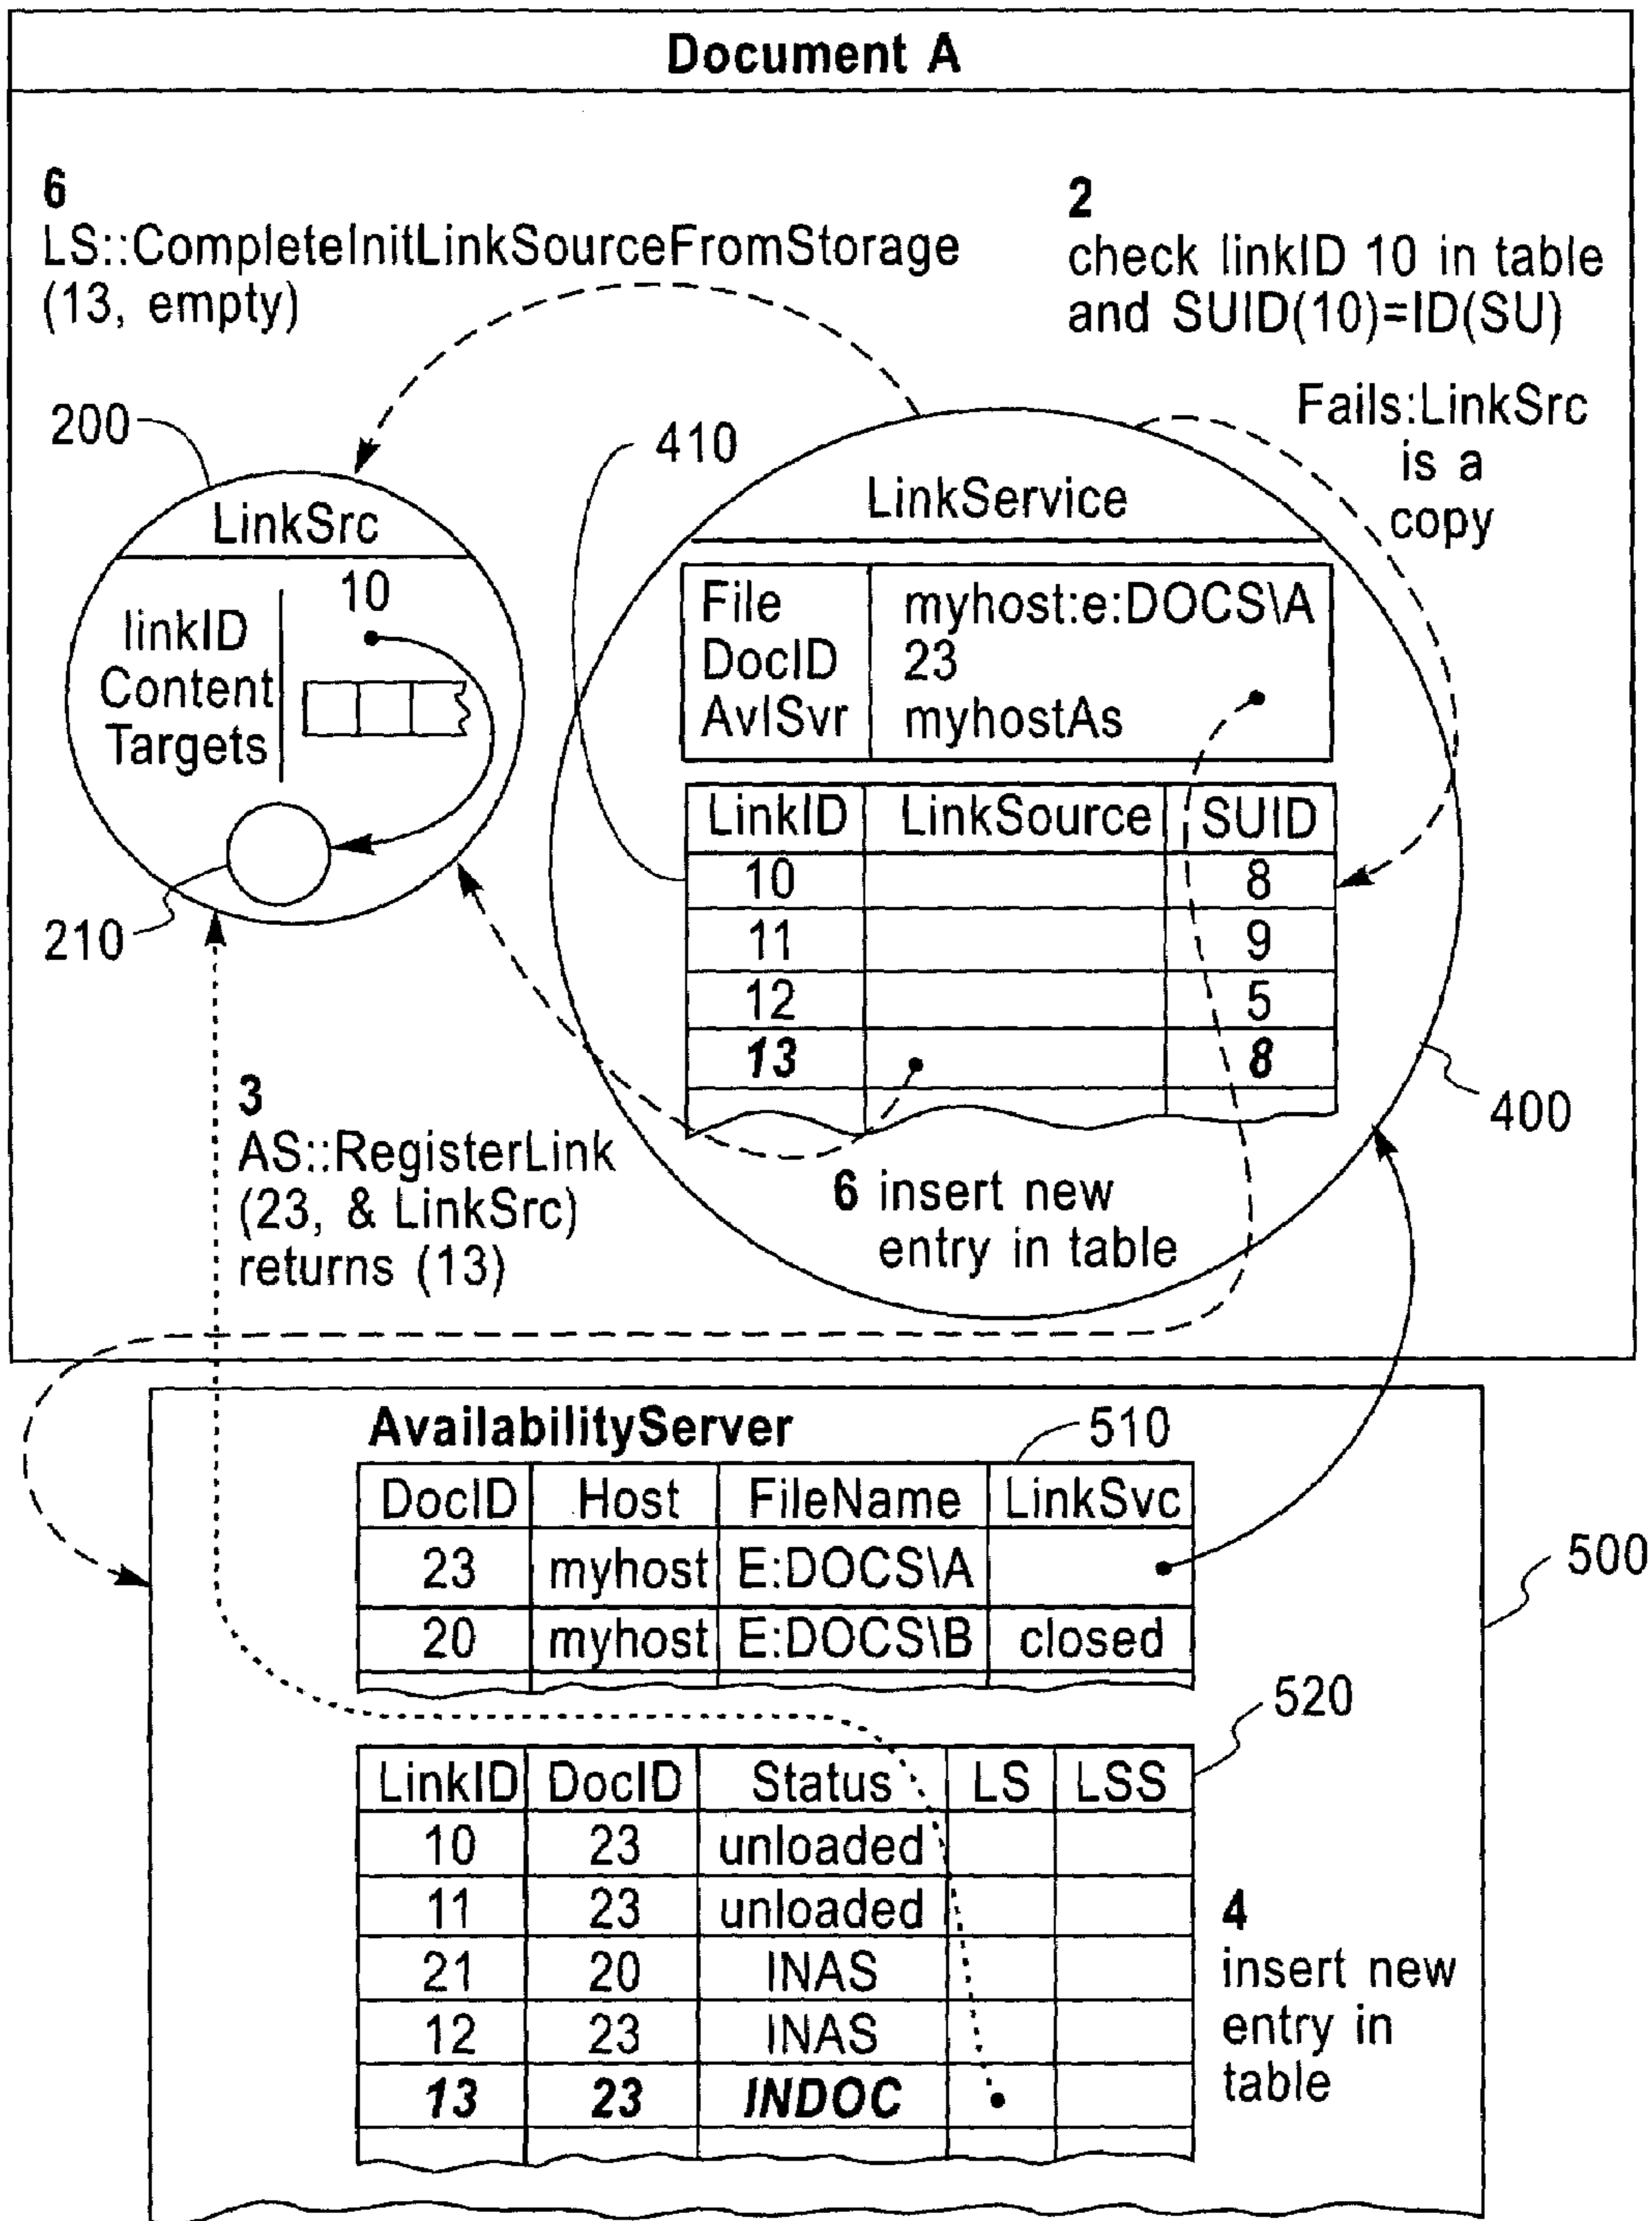 Document A
6
LS::CompleteInitLinkSourceFromStorage
(13, empty)
2
check linkID 10 in table
and SUID(10)=ID(SU)
Fails:LinkSrc
is a
copy
200
410
LinkSrc
10
linkID
Content
Targets
210
LinkService
File myhost:e:DOCS\A
DocID 23
AvlSvr myhostAs
LinkID LinkSource SUID
10 8
11 9
12 5
13 8
400
3
AS::RegisterLink
(23, & LinkSrc)
returns (13)
6 insert new
entry in table
AvailabilityServer
510
DocID Host FileName LinkSvc
23 myhost E:DOCS\A
20 myhost E:DOCS\B closed
500
520
LinkID DocID Status LS LSS
10 23 unloaded
11 23 unloaded
21 20 INAS
12 23 INAS
13 23 INDOC
4
insert new
entry in
table